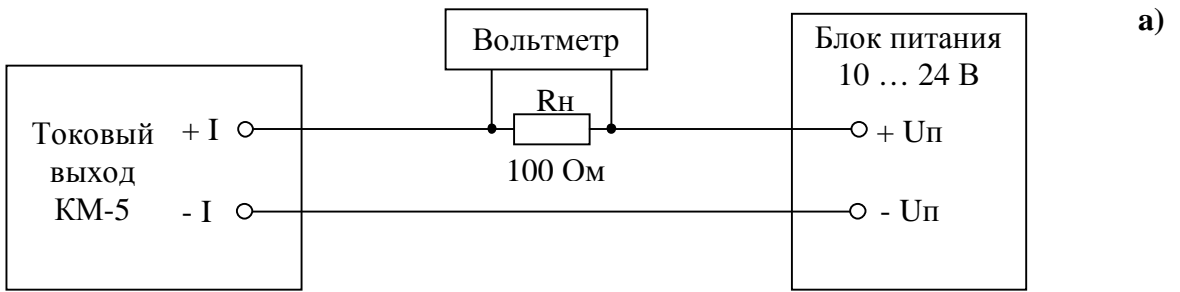 а)
Вольтметр
Блок питания
10 … 24 В
Rн
100 Ом
Токовый
выход
КМ-5
+ I
- I
+ Uп
- Uп